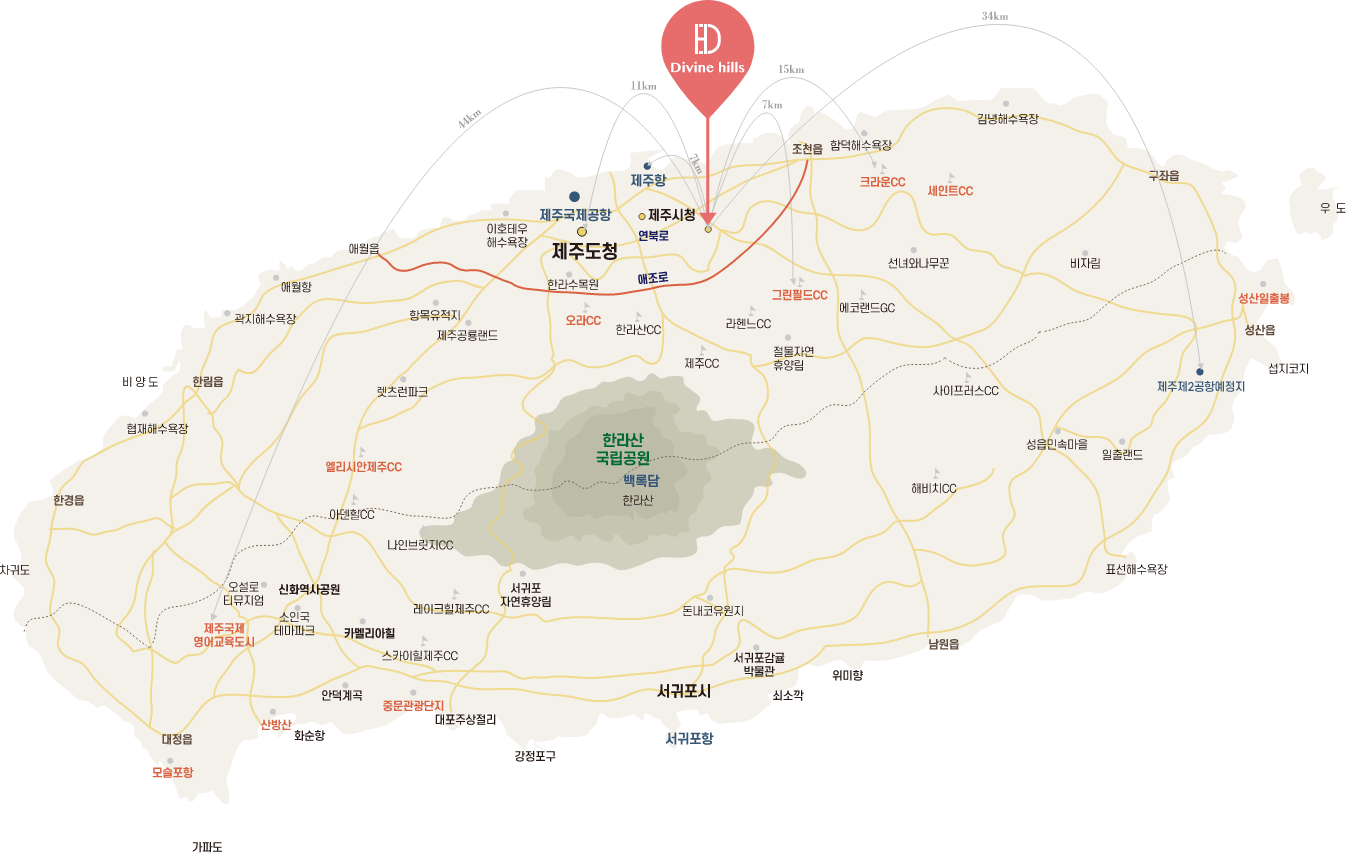 34km
Divine hills
15km
11km
7km
44km
7km
김녕해수욕장
조천읍
함덕해수욕장
제주항
구좌읍
크라운CC
세인트CC
우 도
제주국제공항
제주시청
이호테우
해수욕장
연북로
제주도청
애월읍
선녀와나무꾼
비자림
한라수목원
애조로
애월항
그린필드CC
성산일출봉
에코랜드GC
항목유적지
곽지해수욕장
오라CC
한라산CC
라헨느CC
성산읍
제주공룡랜드
절물자연
휴양림
제주CC
섭지코지
비 양 도
한림읍
렛츠런파크
사이프러스CC
제주제2공항예정지
협재해수욕장
한라산
국립공원
성읍민속마을
일출랜드
엘리시안제주CC
백록담
해비치CC
한경읍
한라산
아덴힐CC
나인브릿지CC
차귀도
표선해수욕장
오설로
티뮤지엄
신화역사공원
서귀포
자연휴양림
레이크힐제주CC
돈내코유원지
소인국
테마파크
제주국제
영어교육도시
카멜리아힐
남원읍
스카이힐제주CC
서귀포감귤
박물관
위미항
안덕계곡
서귀포시
쇠소깍
중문관광단지
대포주상절리
산방산
화순항
대정읍
서귀포항
강정포구
모슬포항
가파도